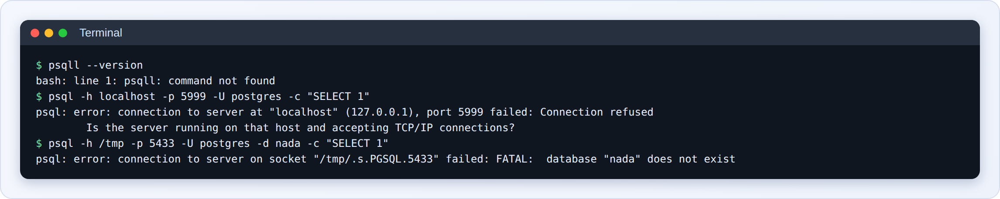 Terminal
$ psqll --version
bash: line 1: psqll: command not found
$ psql -h localhost -p 5999 -U postgres -c "SELECT 1"
psql: error: connection to server at "localhost" (127.0.0.1), port 5999 failed: Connection refused
        Is the server running on that host and accepting TCP/IP connections?
$ psql -h /tmp -p 5433 -U postgres -d nada -c "SELECT 1"
psql: error: connection to server on socket "/tmp/.s.PGSQL.5433" failed: FATAL:  database "nada" does not exist